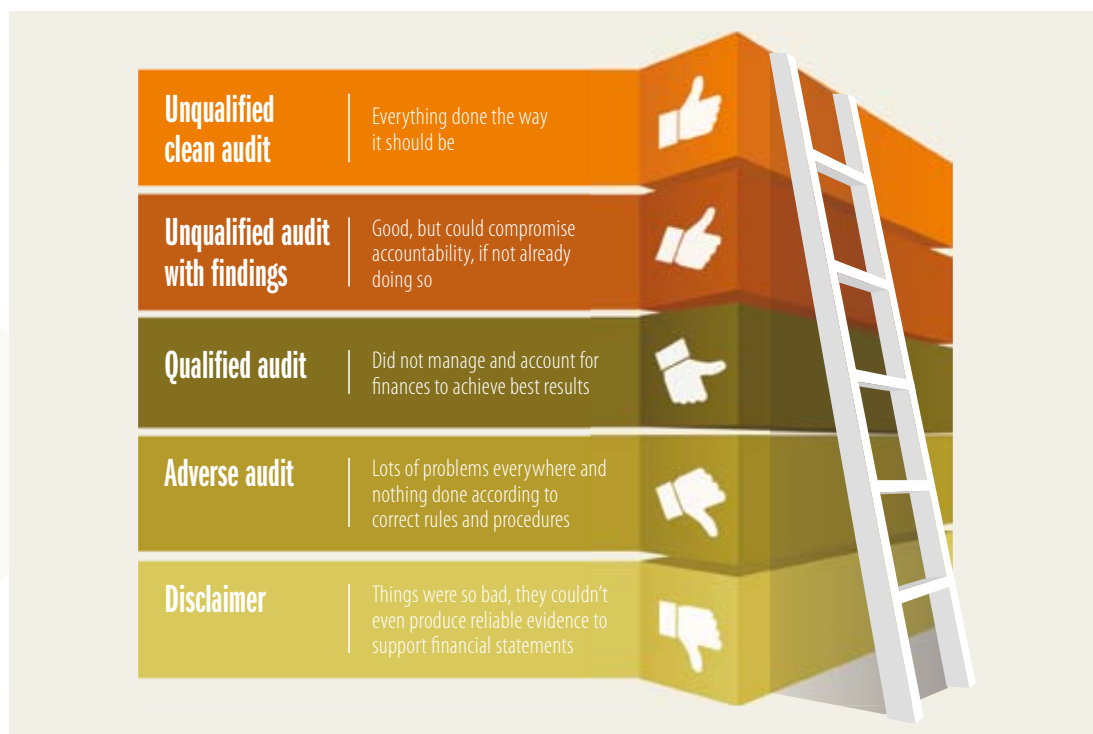 Unqualified
clean audit
Everything done the way
it should be
Unqualified audit
with findings
Good, but could compromise
accountability, if not already
doing so
Qualified audit
Did not manage and account for
finances to achieve best results
Adverse audit
Lots of problems everywhere and
nothing done according to
correct rules and procedures
Disclaimer
Things were so bad, they couldn’t
even produce reliable evidence to
support financial statements